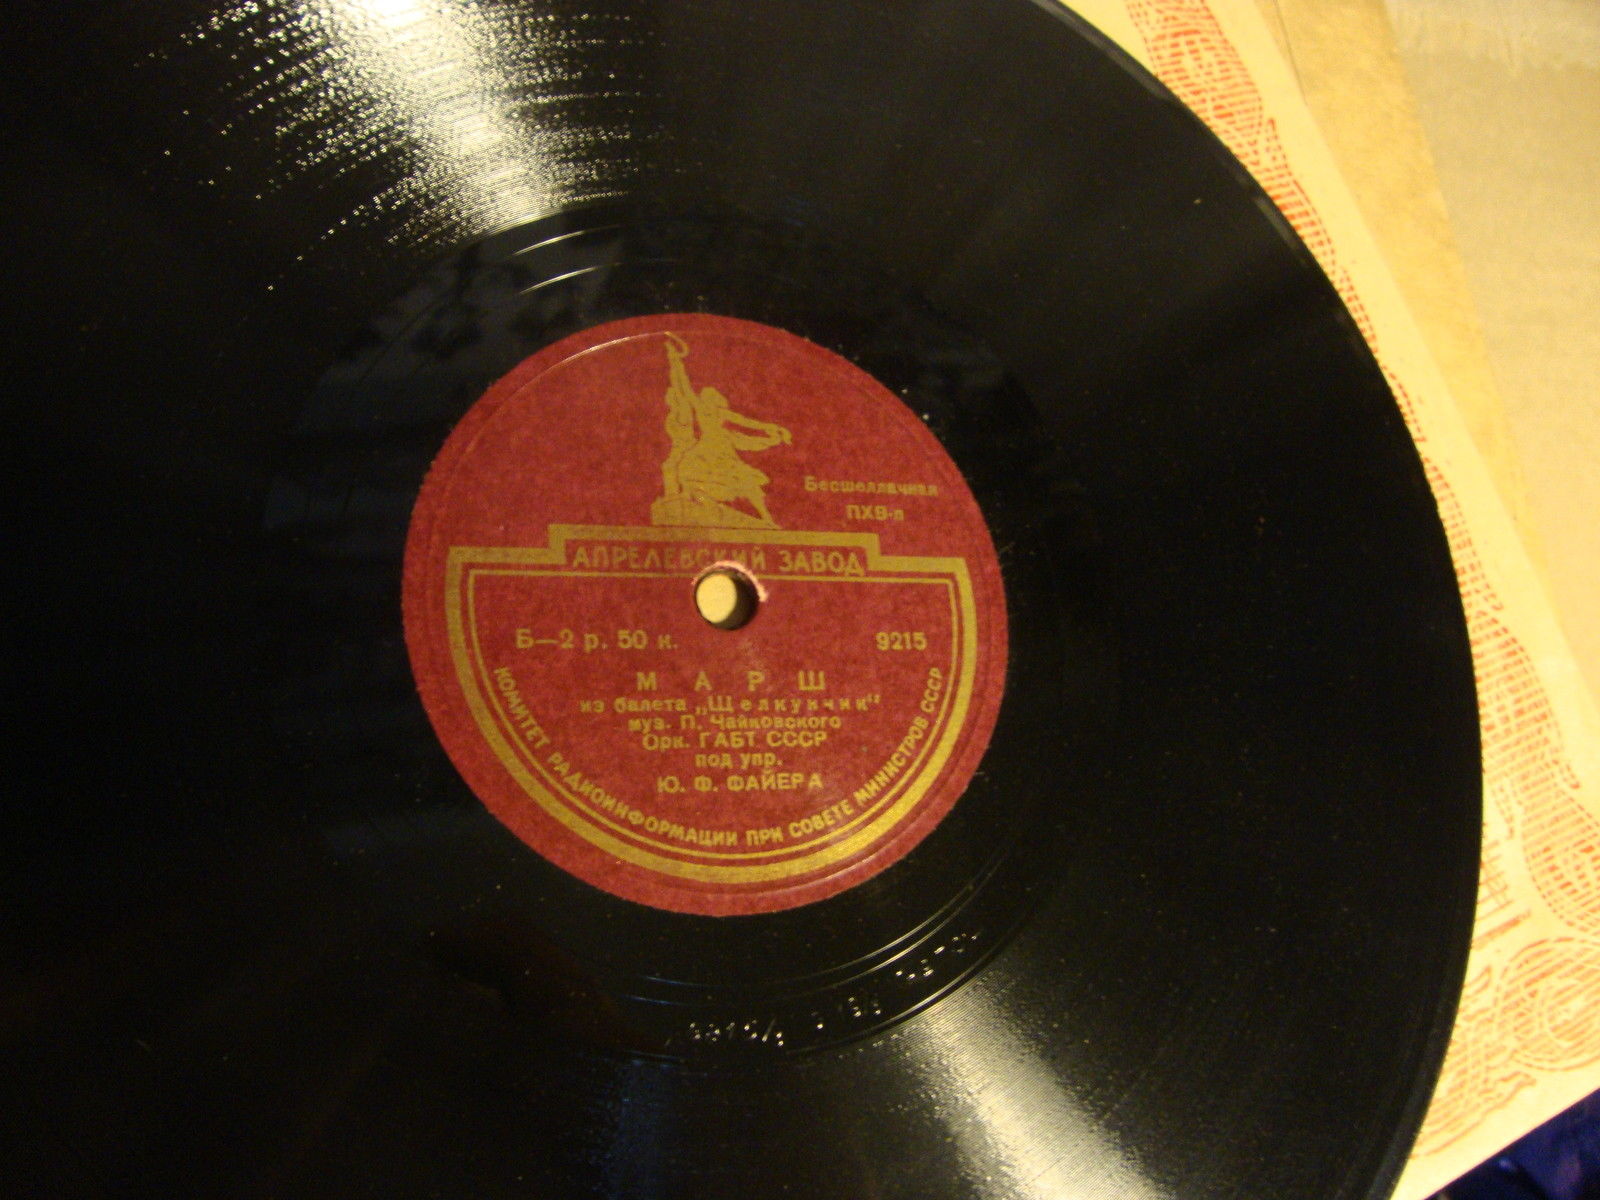 Бесшеллачная
ПХВ-п
АПРЕЛЕВСКИЙ ЗАВОД
Б—2 р. 50 к.
9215
МАРШ
из балета „Щелкунчик"
муз. П. Чайковского
Орк. ГАБТ СССР
под упр.
Ю. Ф. ФАЙЕРА
КОМИТЕТ РАДИОИНФОРМАЦИИ ПРИ СОВЕТЕ МИНИСТРОВ СССР